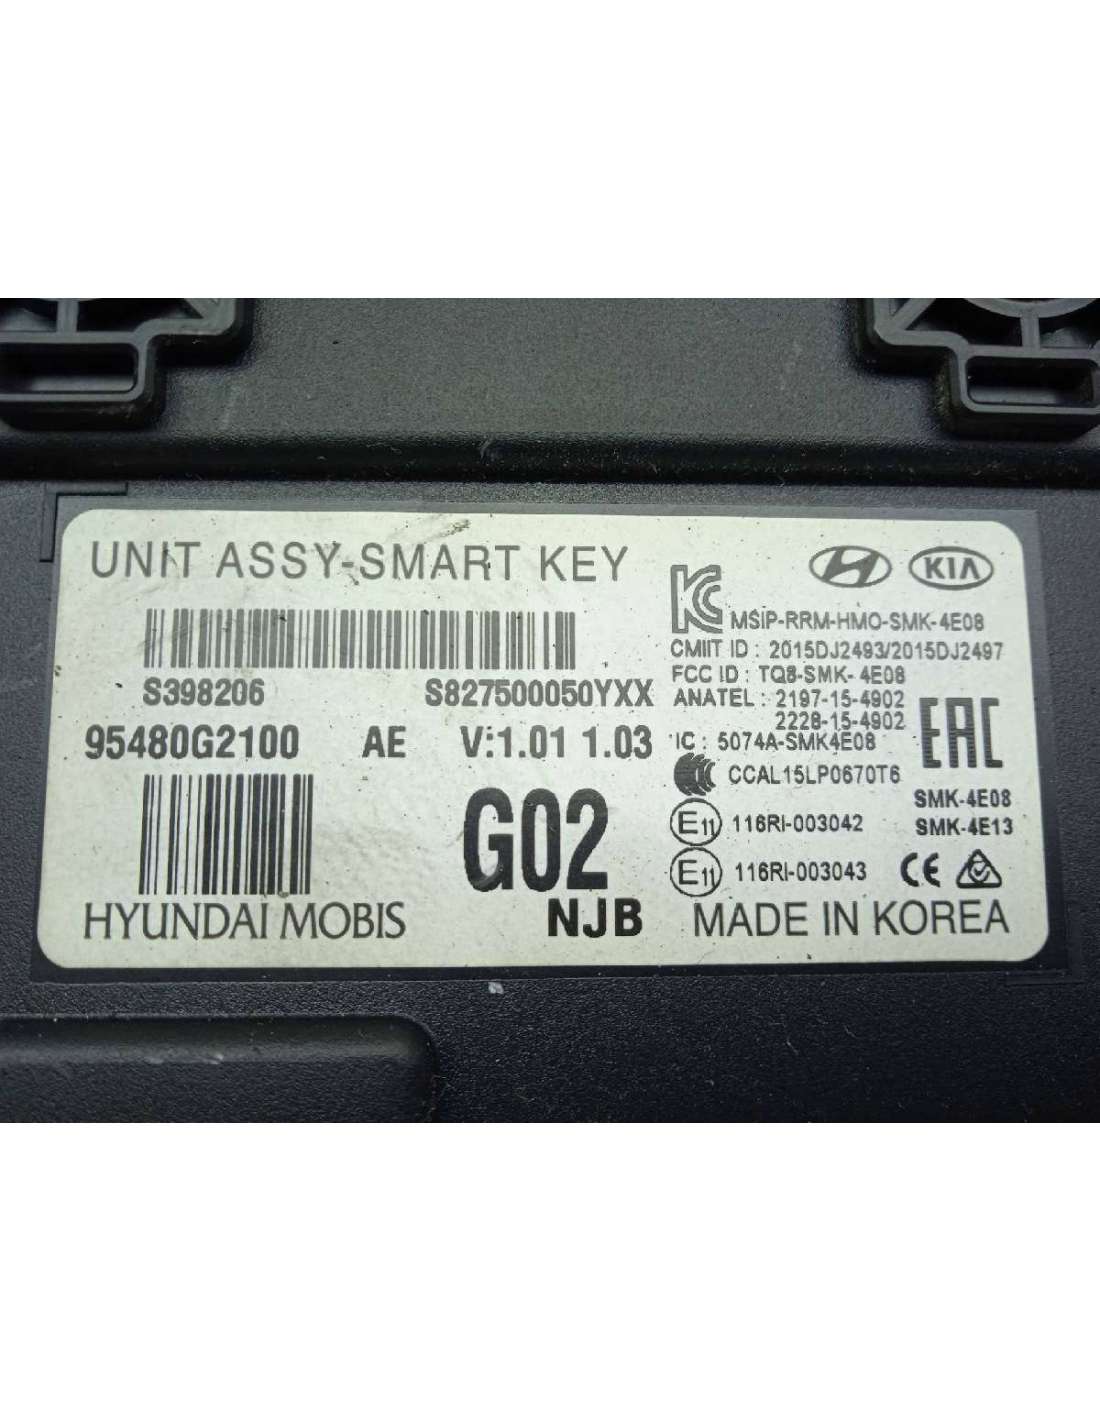 UNIT ASSY-SMART KEY
S398206 S827500050YXX
95480G2100 AE V:1.01 1.03
G02
HYUNDAI MOBIS NJB
KIA
KC MSIP-RRM-HMO-SMK-4E08
CMIIT ID : 2015DJ2493/2015DJ2497
FCC ID : TQ8-SMK- 4E08
ANATEL : 2197-15-4902
2228-15-4902
IC : 5074A-SMK4E08
EAC
CCC CCAL15LP0670T6
SMK-4E08
SMK-4E13
E11 116RI-003042
E11 116RI-003043 CE
MADE IN KOREA